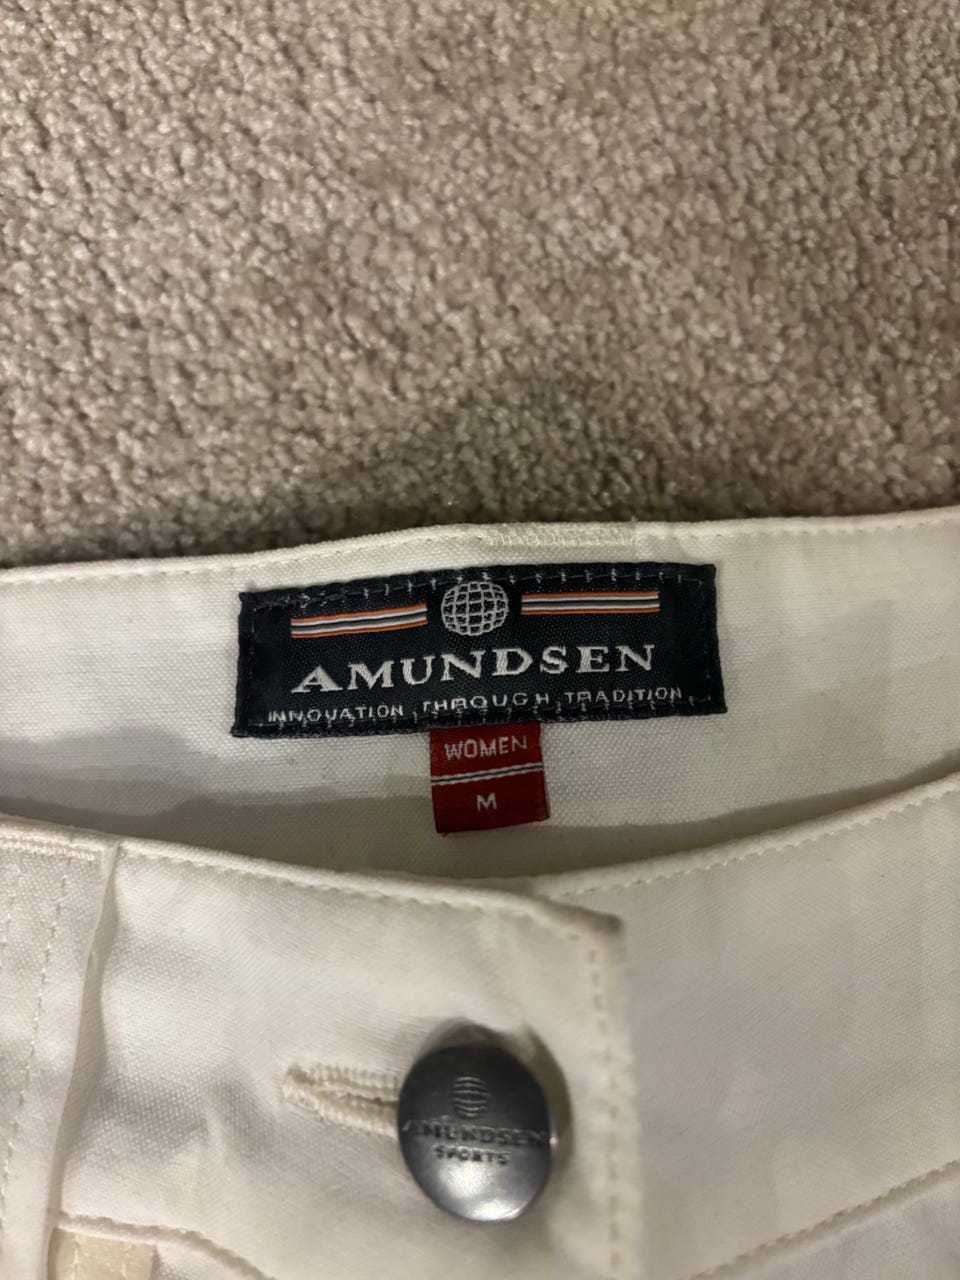 AMUNDSEN
INNOVATION THROUGH TRADITION
WOMEN
M
AMUNDSEN
SPORTS